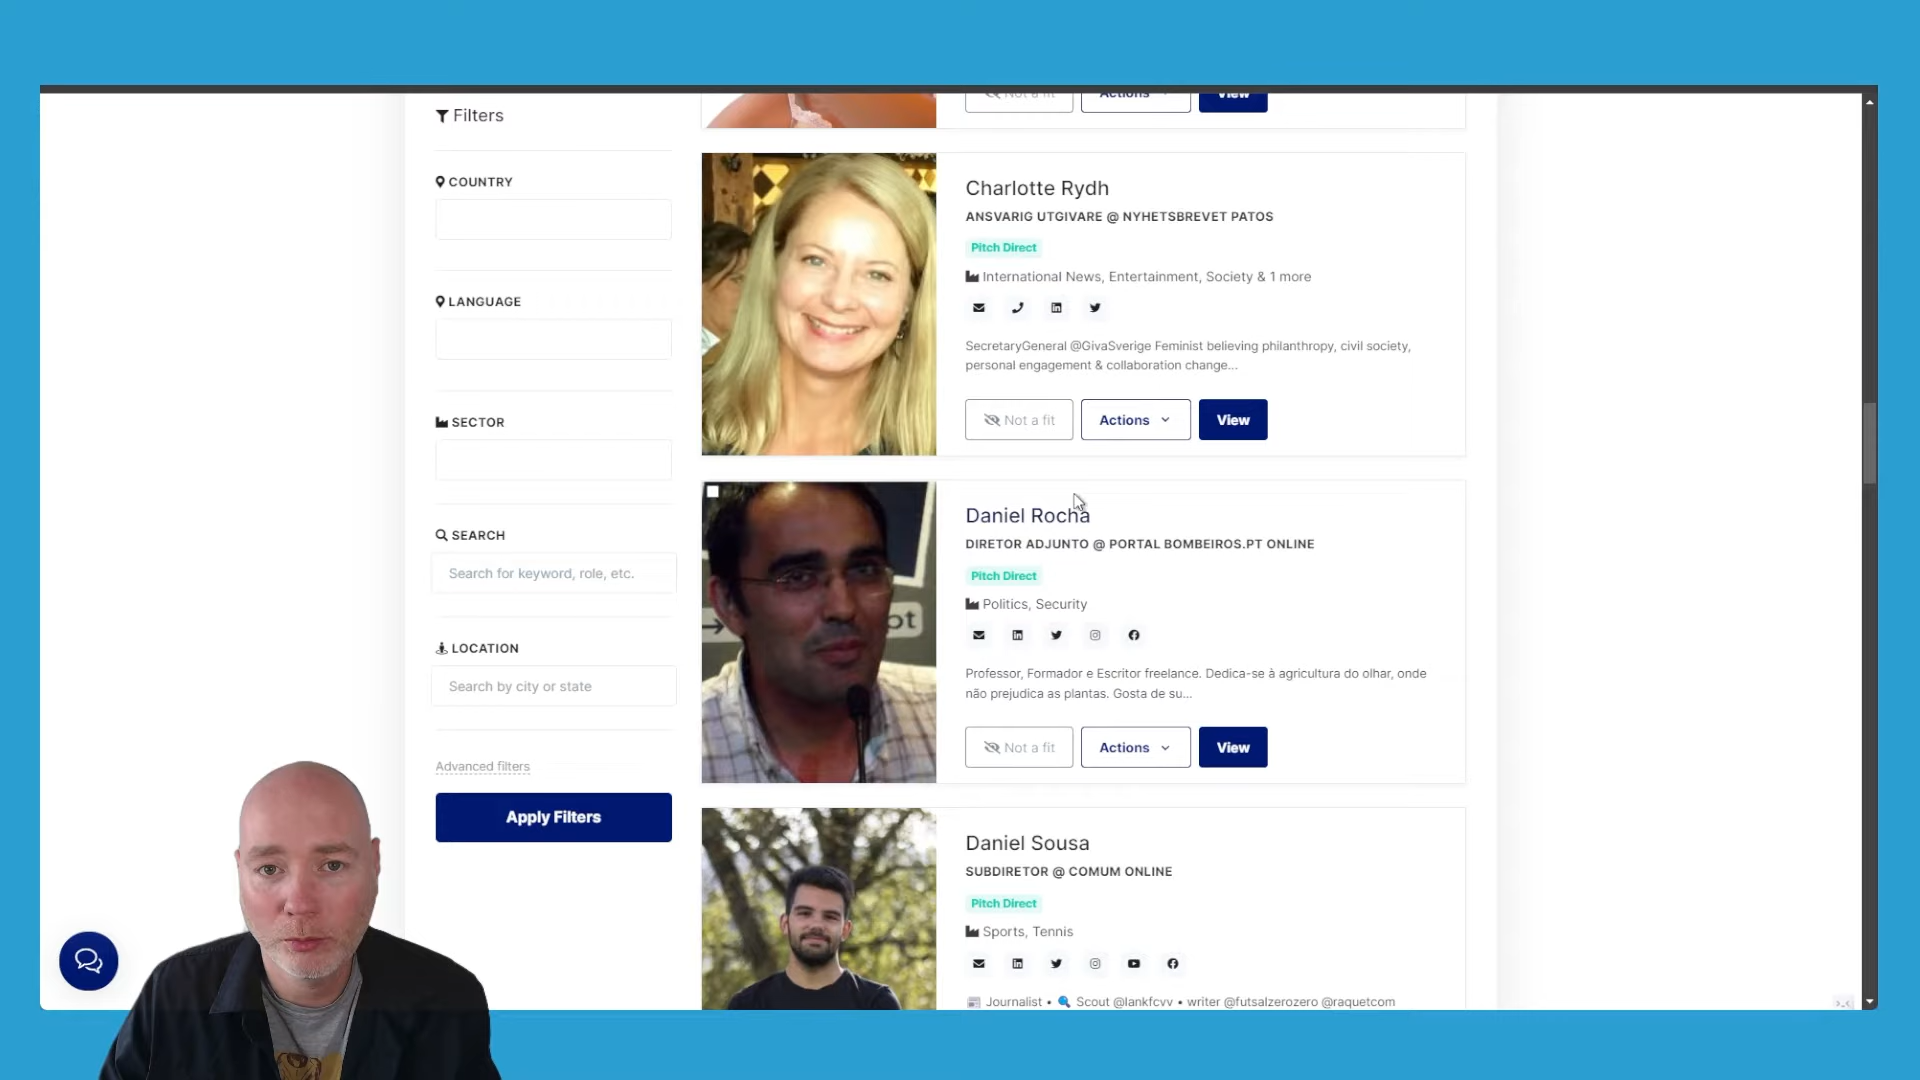 Filters
COUNTRY
LANGUAGE
SECTOR
SEARCH
Search for keyword, role, etc.
LOCATION
Search by city or state
Advanced filters
Apply Filters
Not a fit
Actions
View
Charlotte Rydh
ANSVARIG UTGIVARE @ NYHETSBREVET PATOS
Pitch Direct
International News, Entertainment, Society & 1 more
SecretaryGeneral @GivaSverige Feminist believing philanthropy, civil society,
personal engagement & collaboration change...
Not a fit
Actions
View
Daniel Rocha
DIRETOR ADJUNTO @ PORTAL BOMBEIROS.PT ONLINE
Pitch Direct
Politics, Security
Professor, Formador e Escritor freelance. Dedica-se à agricultura do olhar, onde
não prejudica as plantas. Gosta de su...
Not a fit
Actions
View
ot
Daniel Sousa
SUBDIRETOR @ COMUM ONLINE
Pitch Direct
Sports, Tennis
Journalist • Scout @lankfcvv • writer @futsalzerozero @raquetcom